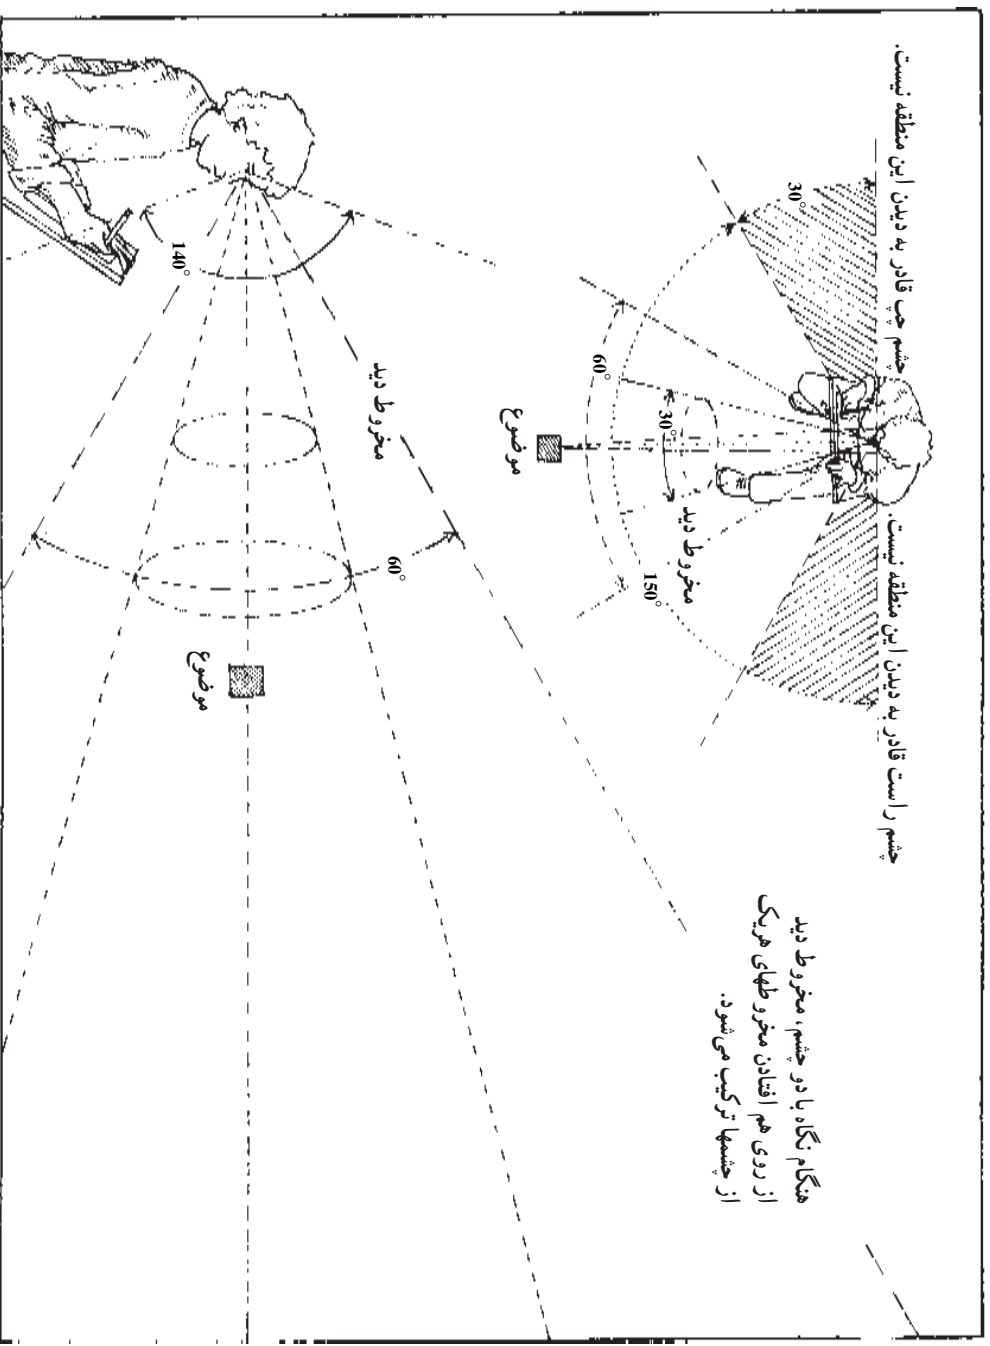 چشم چپ قادر به دیدن این منطقه نیست.
30°
60°
30°
موضوع
مخروط دید
150°
چشم راست قادر به دیدن این منطقه نیست.
هنگام نگاه با دو چشم، مخروط دید
از روی هم افتادن مخروطهای هریک
از چشمها ترکیب می‌شود.
140°
مخروط دید
60°
موضوع